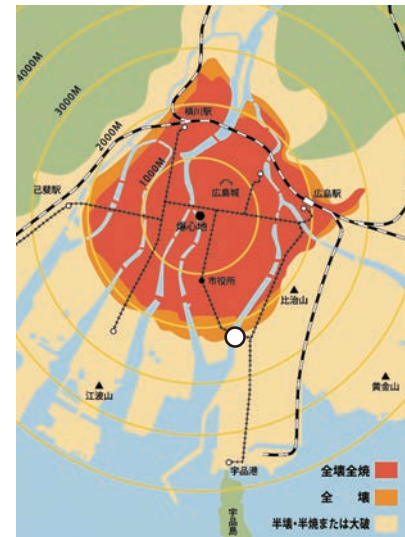 4000M
3000M
2000M
1000M
横川駅
己斐駅
広島城
広島駅
爆心地
市役所
比治山
江波山
黄金山
宇品港
宇品島
全壊全焼
全 壊
半壊・半焼または大破